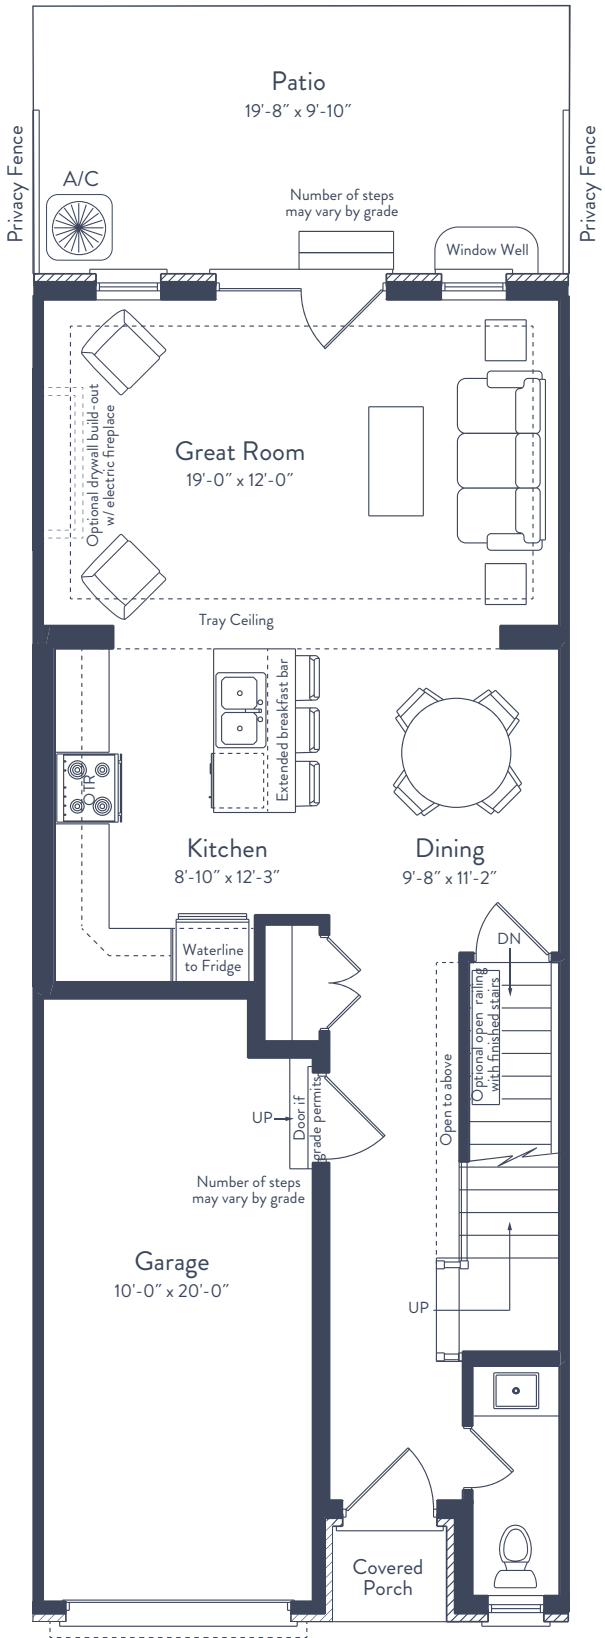 Patio
19'-8" x 9'-10"
Privacy Fence
Privacy Fence
A/C
Number of steps
may vary by grade
Window Well
Optional drywall build-out
w/ electric fireplace
Great Room
19'-0" x 12'-0"
Tray Ceiling
Extended breakfast bar
OTR
Kitchen
8'-10" x 12'-3"
Dining
9'-8" x 11'-2"
Waterline
to Fridge
DN
Optional open railing
with finished stairs
Open to above
UP
Door if
grade permits
Number of steps
may vary by grade
Garage
10'-0" x 20'-0"
UP
Covered
Porch